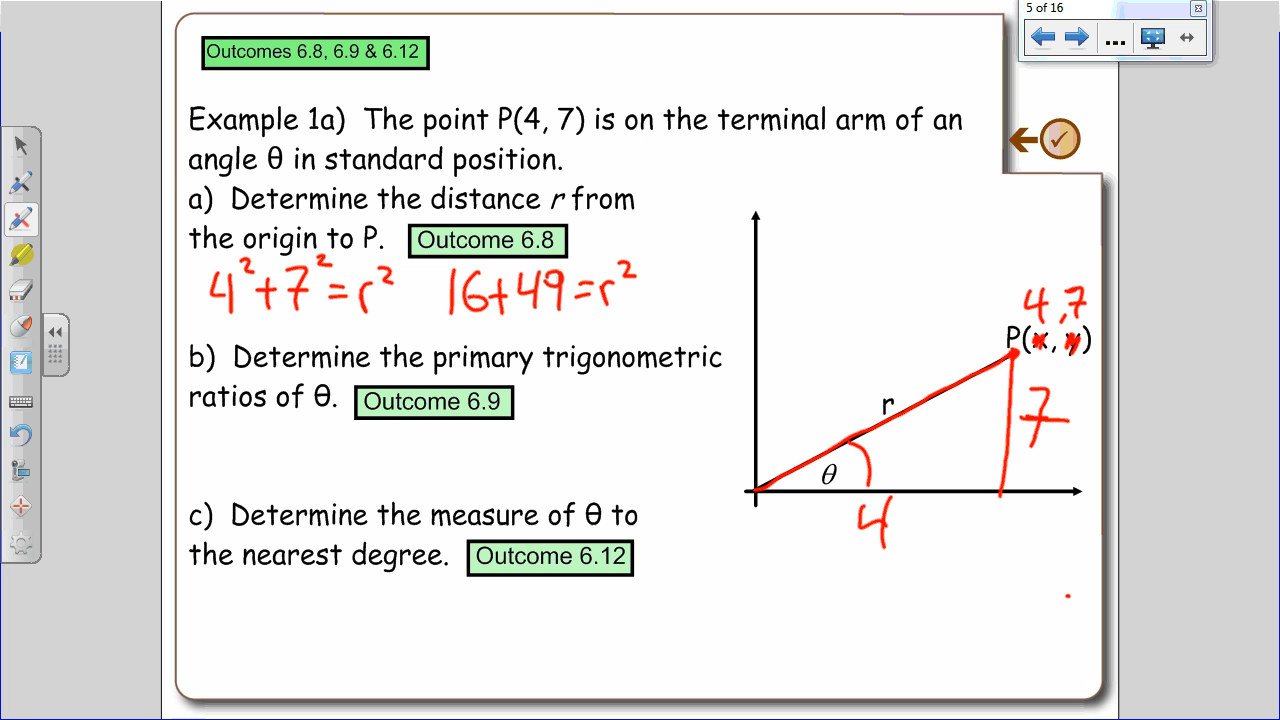 5 of 16
Outcomes 6.8, 6.9 & 6.12
Example 1a) The point P(4, 7) is on the terminal arm of an
angle θ in standard position.
a) Determine the distance r from
the origin to P. Outcome 6.8
4²+7²=r² 16+49=r²
b) Determine the primary trigonometric
ratios of θ. Outcome 6.9
c) Determine the measure of θ to
the nearest degree. Outcome 6.12
4,7
P(x, y)
r
7
θ
4